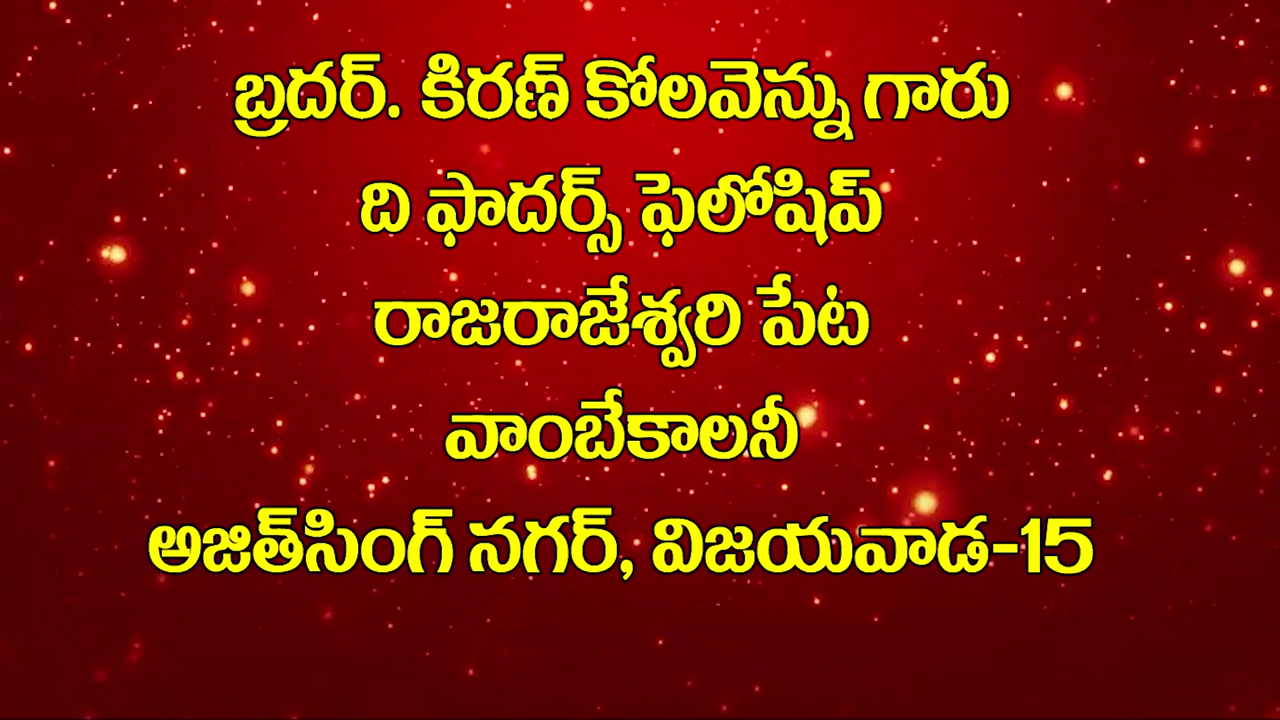 బ్రదర్. కిరణ్ కోలవెన్ను గారు
ది ఫాదర్స్ ఫెలోషిప్
రాజరాజేశ్వరి పేట
వాంబేకాలనీ
అజిత్‌సింగ్ నగర్, విజయవాడ-15